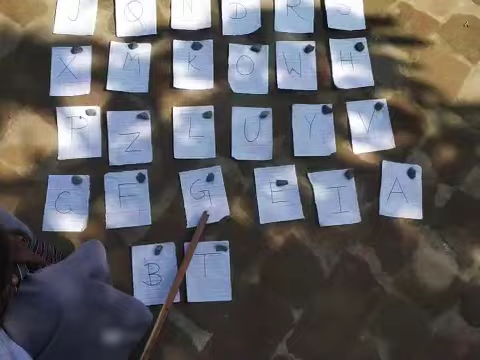 J Q N D R S
X M K O W H
P Z L U Y V
C F G E I A
B T